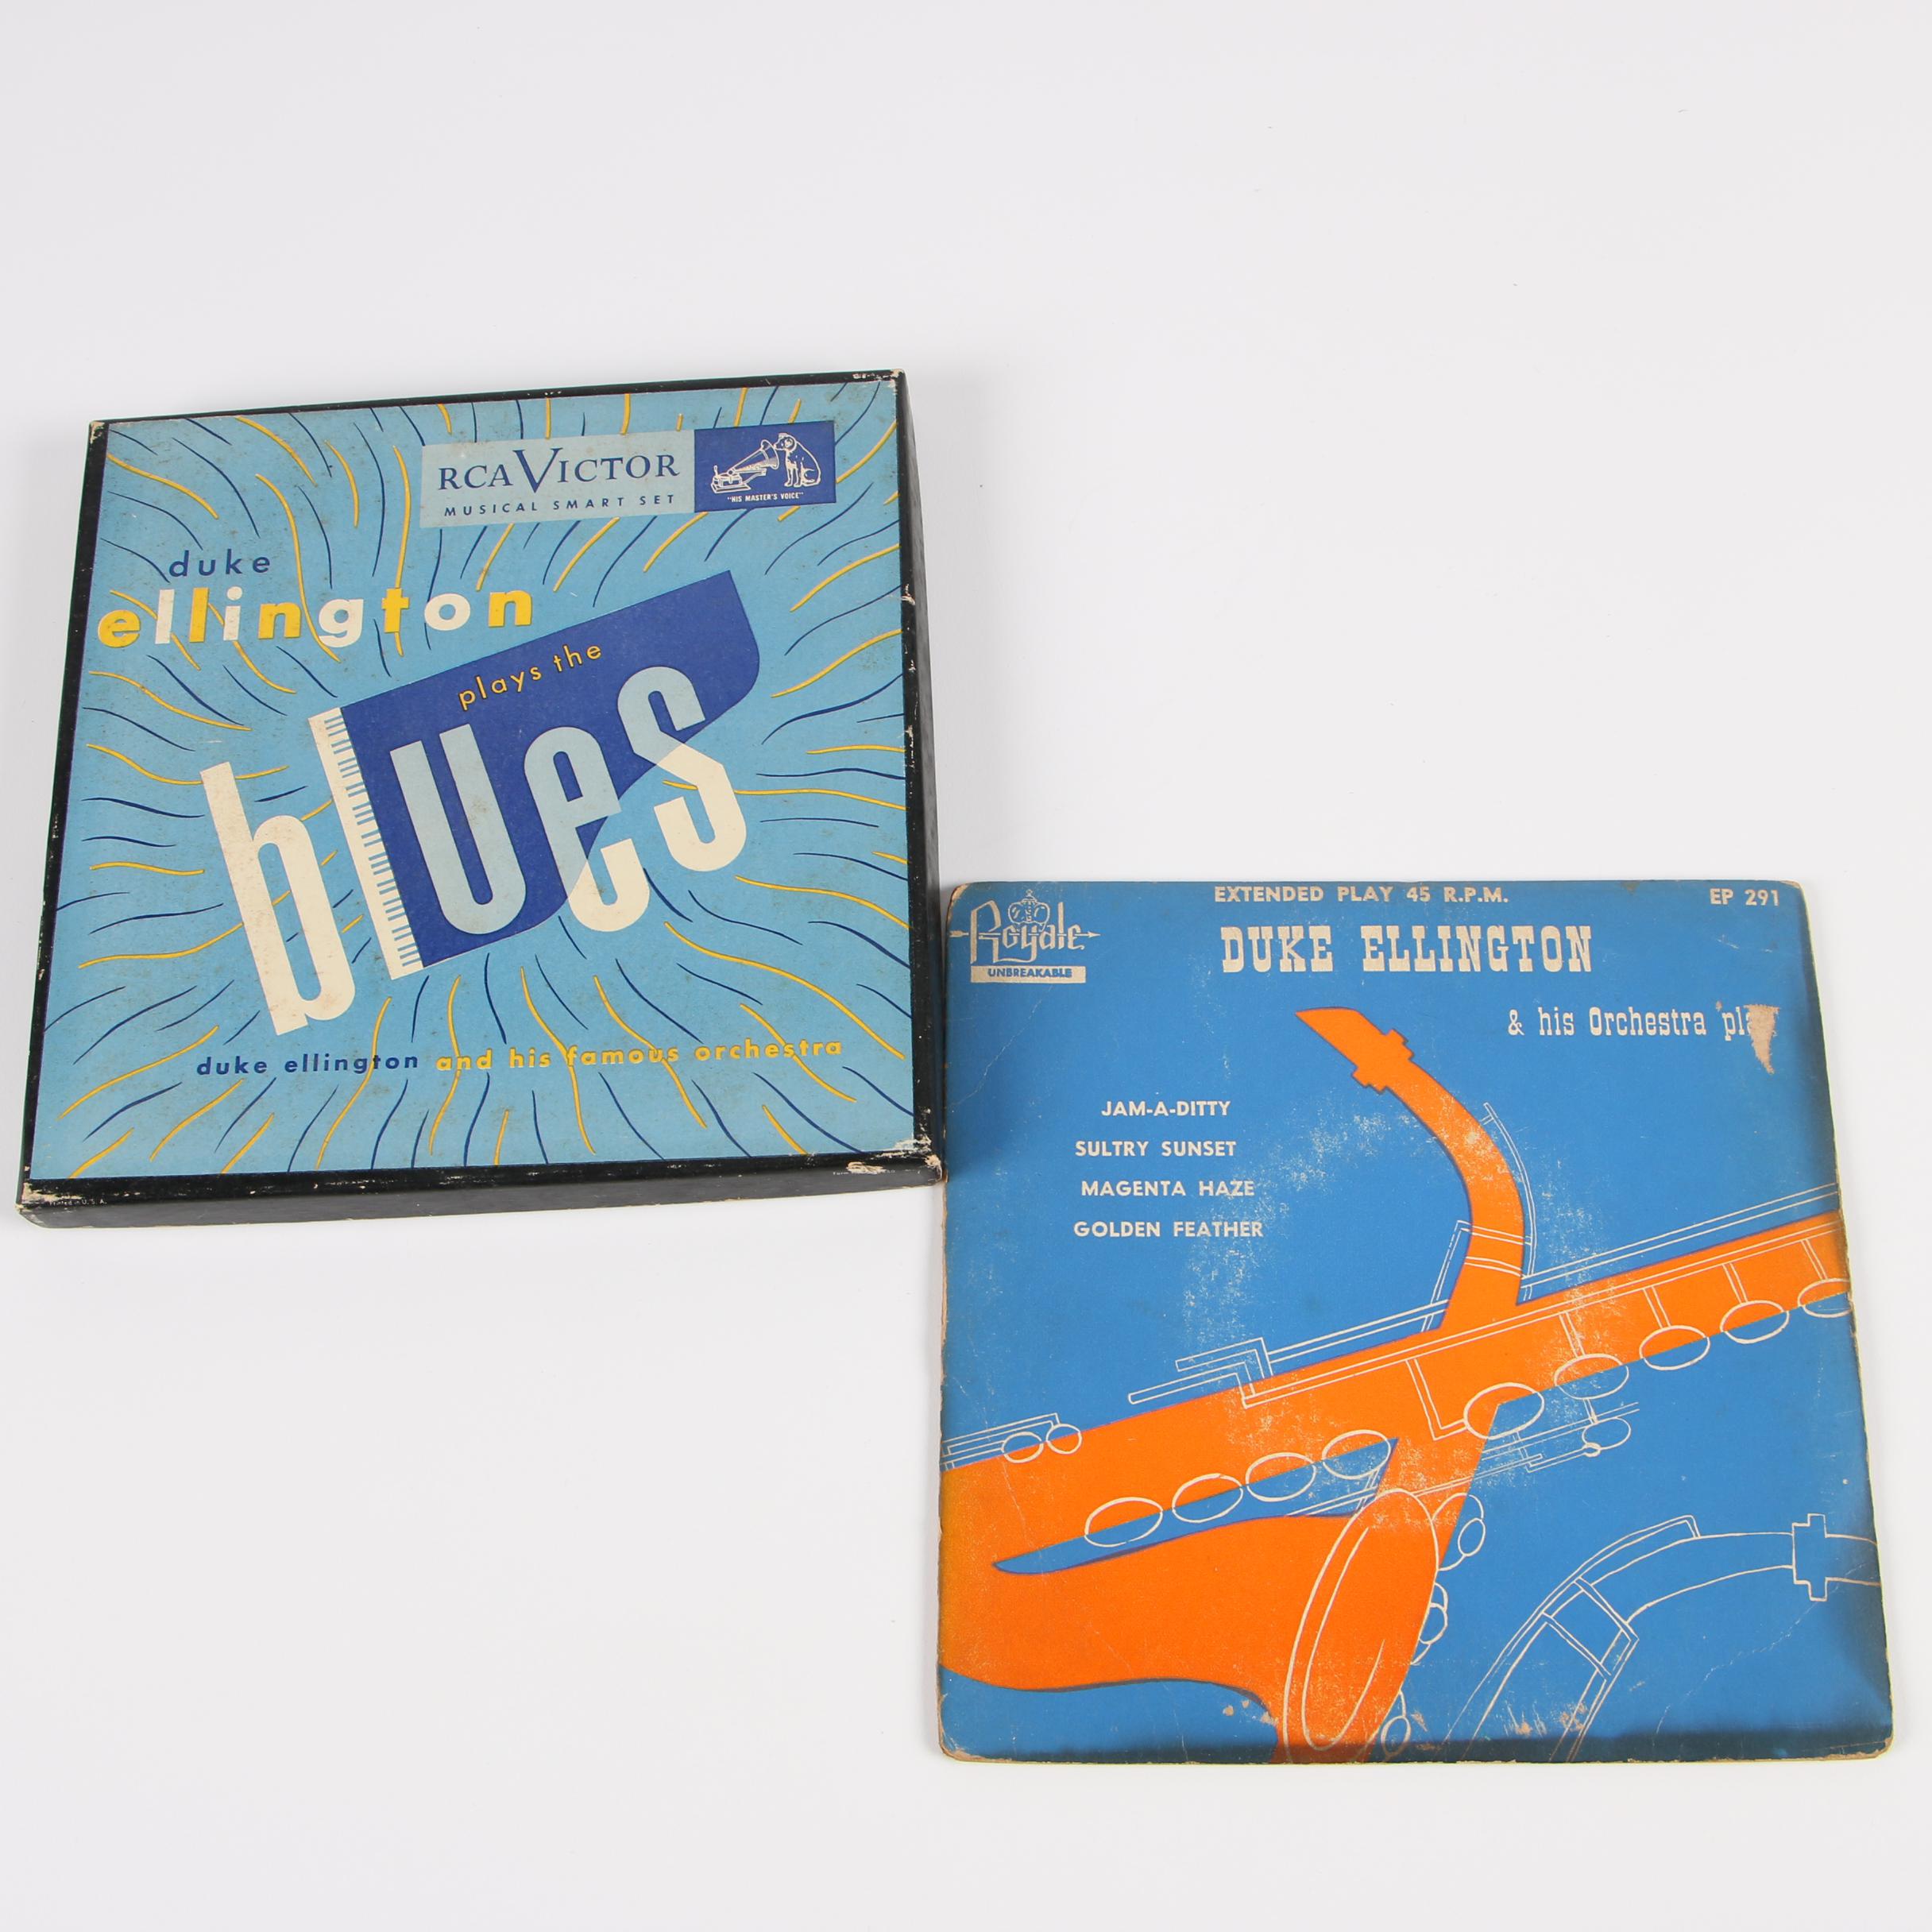 RCA VICTOR
MUSICAL SMART SET
"HIS MASTER'S VOICE"
duke
ellington
plays the
blues
duke ellington and his famous orchestra
Printed in U.S.A.
EXTENDED PLAY 45 R.P.M.
EP 291
Royale
UNBREAKABLE
DUKE ELLINGTON
& his Orchestra
JAM-A-DITTY
SULTRY SUNSET
MAGENTA HAZE
GOLDEN FEATHER